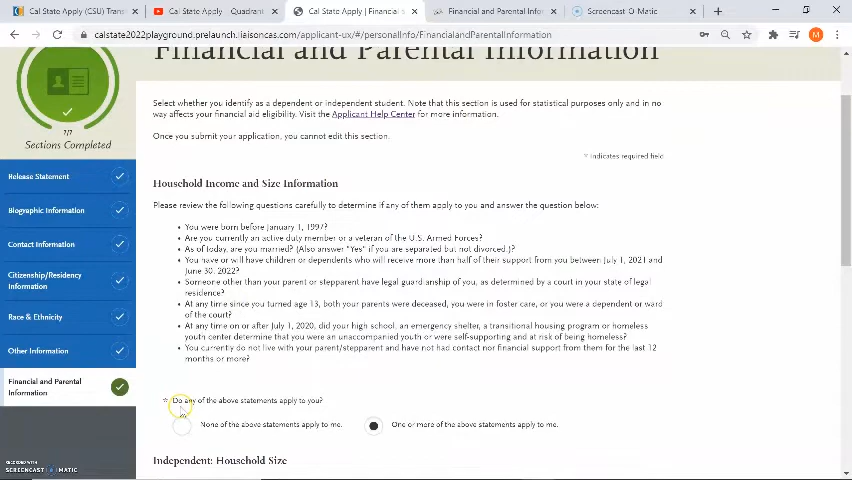 Cal State Apply (CSU) Transf
Cal State Apply Quadrant
Cal State Apply | Financial
Financial and Parental Infor
Screencast-O-Matic
calstate2022playground.prelaunch.liaisoncas.com/applicant-ux/#/personalInfo/FinancialandParentalInformation
M
Financial and Parental Information
1/1
Sections Completed
Release Statement
Biographic Information
Contact Information
Citizenship/Residency
Information
Race & Ethnicity
Other Information
Financial and Parental
Information
RECORDED WITH
SCREENCAST-O-MATIC
Select whether you identify as a dependent or independent student. Note that this section is used for statistical purposes only and in no
way affects your financial aid eligibility. Visit the Applicant Help Center for more information.
Once you submit your application, you cannot edit this section.
* Indicates required field
Household Income and Size Information
Please review the following questions carefully to determine if any of them apply to you and answer the question below:
• You were born before January 1, 1997?
• Are you currently an active duty member or a veteran of the U.S. Armed Forces?
• As of today, are you married? (Also answer "Yes" if you are separated but not divorced.)?
• You have or will have children or dependents who will receive more than half of their support from you between July 1, 2021 and
June 30, 2022?
• Someone other than your parent or stepparent have legal guardianship of you, as determined by a court in your state of legal
residence?
• At any time since you turned age 13, both your parents were deceased, you were in foster care, or you were a dependent or ward
of the court?
• At any time on or after July 1, 2020, did your high school, an emergency shelter, a transitional housing program or homeless
youth center determine that you were an unaccompanied youth or were self-supporting and at risk of being homeless?
• You currently do not live with your parent/stepparent and have not had contact nor financial support from them for the last 12
months or more?
* Do any of the above statements apply to you?
None of the above statements apply to me.
One or more of the above statements apply to me.
Independent: Household Size